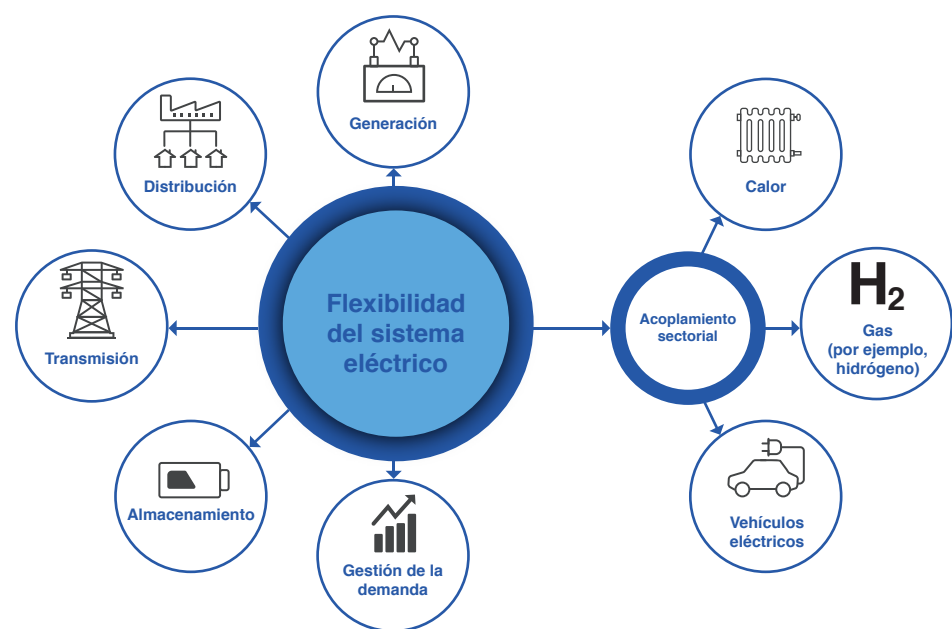 Generación
Distribución
Transmisión
Almacenamiento
Gestión de la
demanda
Flexibilidad
del sistema
eléctrico
Acoplamiento
sectorial
Calor
H2
Gas
(por ejemplo,
hidrógeno)
Vehículos
eléctricos